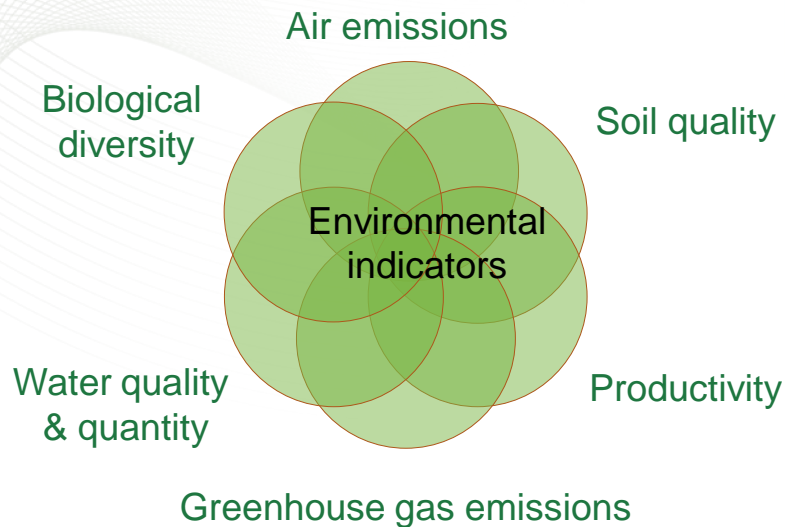 Air emissions
Biological
diversity
Soil quality
Environmental
indicators
Water quality
& quantity
Productivity
Greenhouse gas emissions